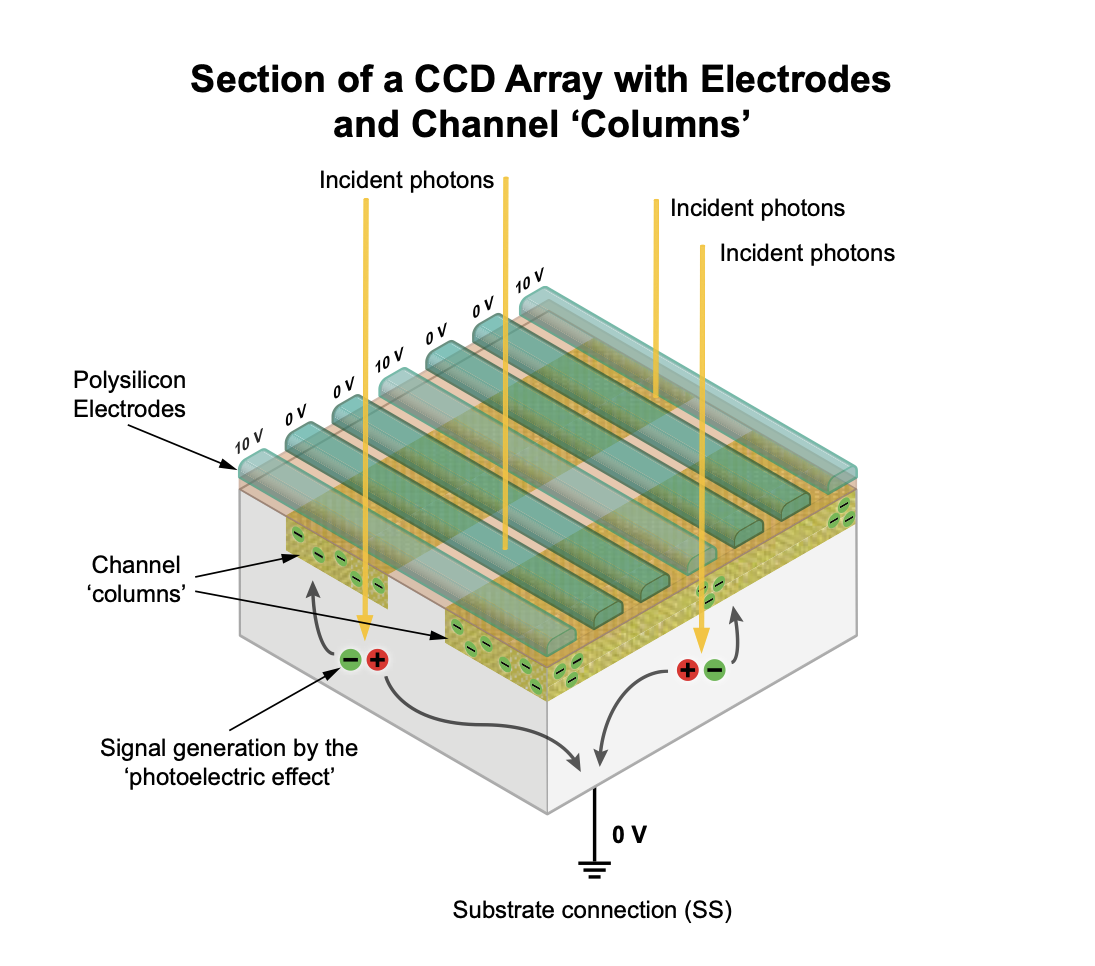 Section of a CCD Array with Electrodes
and Channel ‘Columns’
Incident photons
Incident photons
Incident photons
10 V
0 V
0 V
10 V
0 V
0 V
10 V
Polysilicon
Electrodes
Channel
‘columns’
Signal generation by the
‘photoelectric effect’
0 V
Substrate connection (SS)